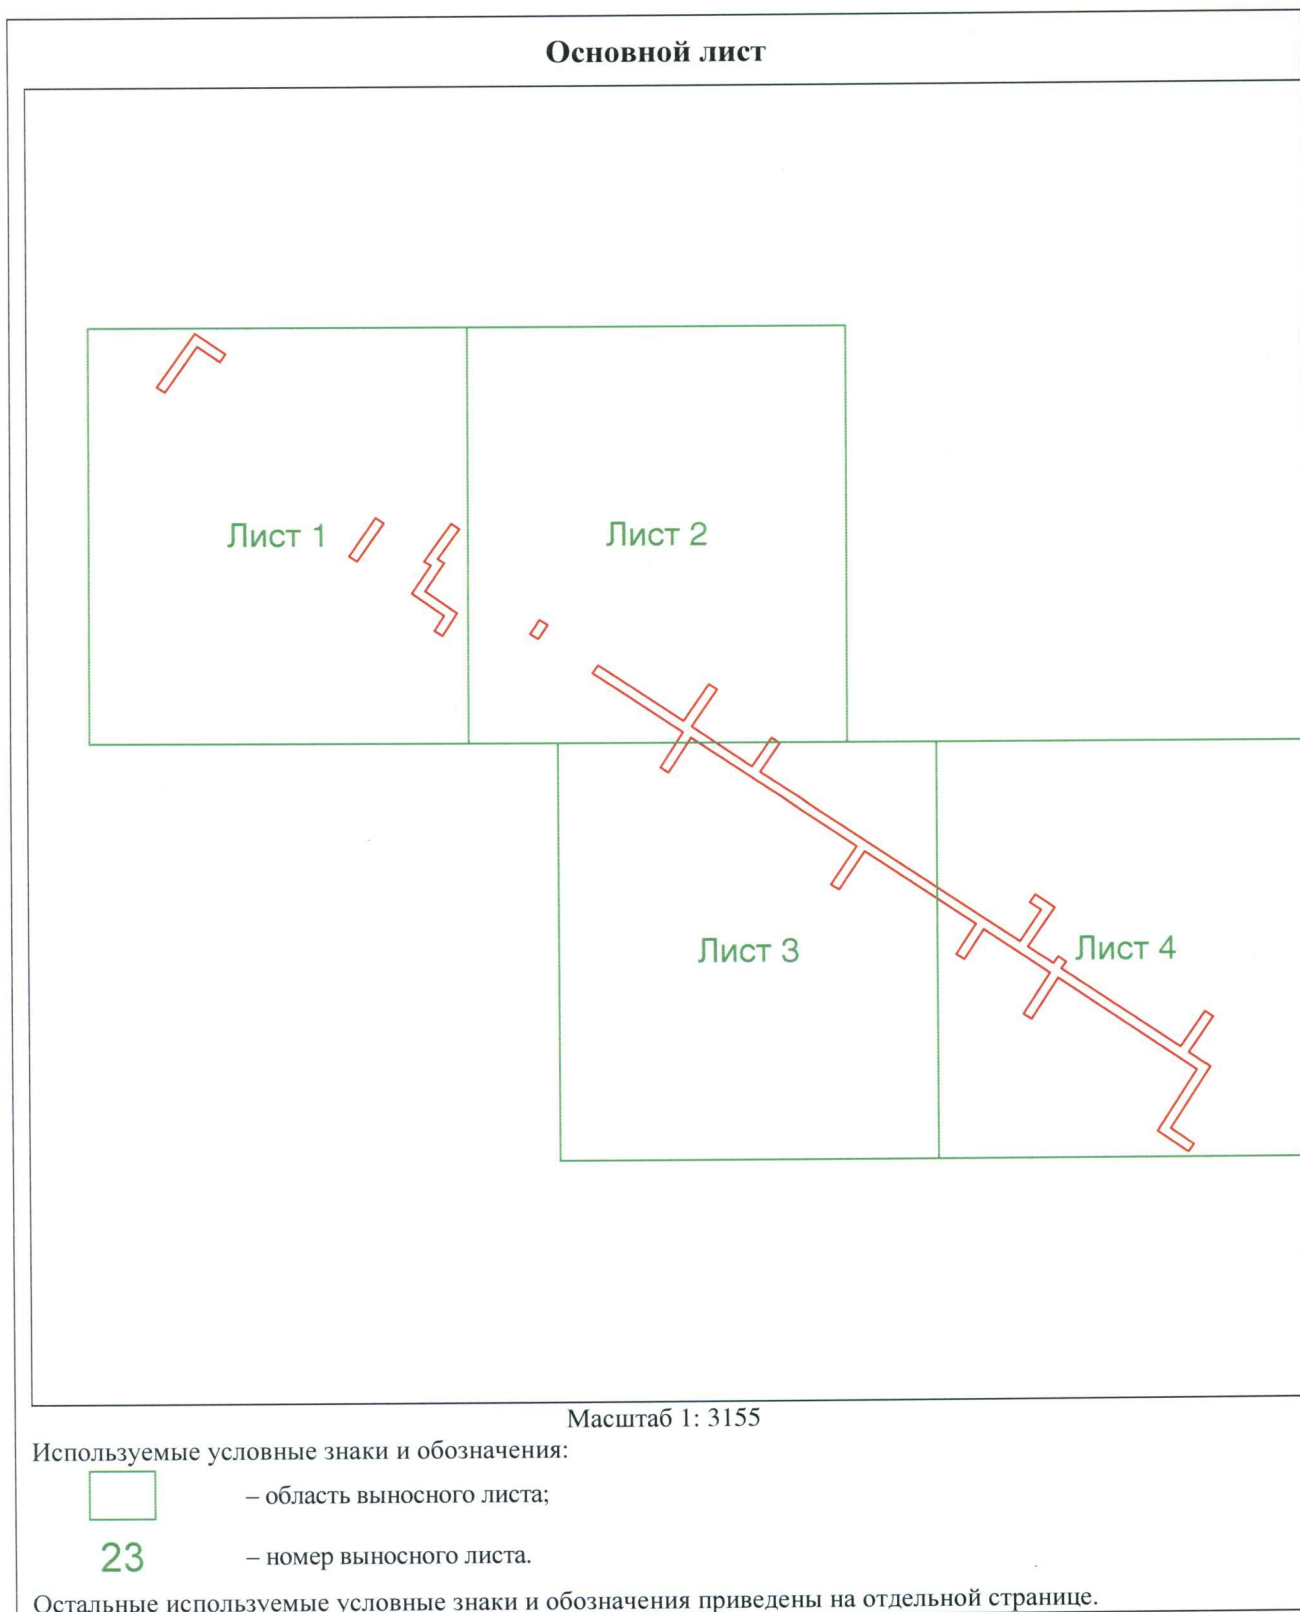 Основной лист
Лист 1
Лист 2
Лист 3
Лист 4
Масштаб 1: 3155
Используемые условные знаки и обозначения:
– область выносного листа;
23
– номер выносного листа.
Остальные используемые условные знаки и обозначения приведены на отдельной странице.